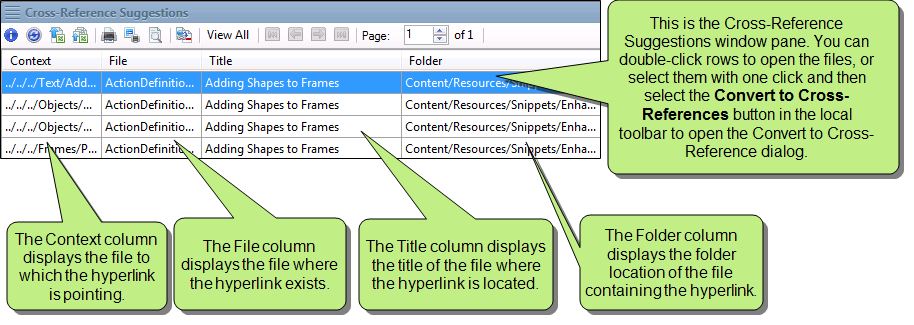 Cross-Reference Suggestions
View All Page: 1 of 1
Context File Title Folder
../../../Text/Add... ActionDefinitio... Adding Shapes to Frames Content/Resources/Snippets/Enha...
../../../Objects/... ActionDefinitio... Adding Shapes to Frames Content/Resources/Snippets/Enha...
../../../Objects/... ActionDefinitio... Adding Shapes to Frames Content/Resources/Snippets/Enha...
../../../Frames/P... ActionDefinitio... Adding Shapes to Frames Content/Resources/Snippets/Enha...
This is the Cross-Reference
Suggestions window pane. You can
double-click rows to open the files, or
select them with one click and then
select the Convert to Cross-
References button in the local
toolbar to open the Convert to Cross-
Reference dialog.
The Context column
displays the file to
which the hyperlink
is pointing.
The File column
displays the file where
the hyperlink exists.
The Title column displays
the title of the file where
the hyperlink is located.
The Folder column
displays the folder
location of the file
containing the hyperlink.